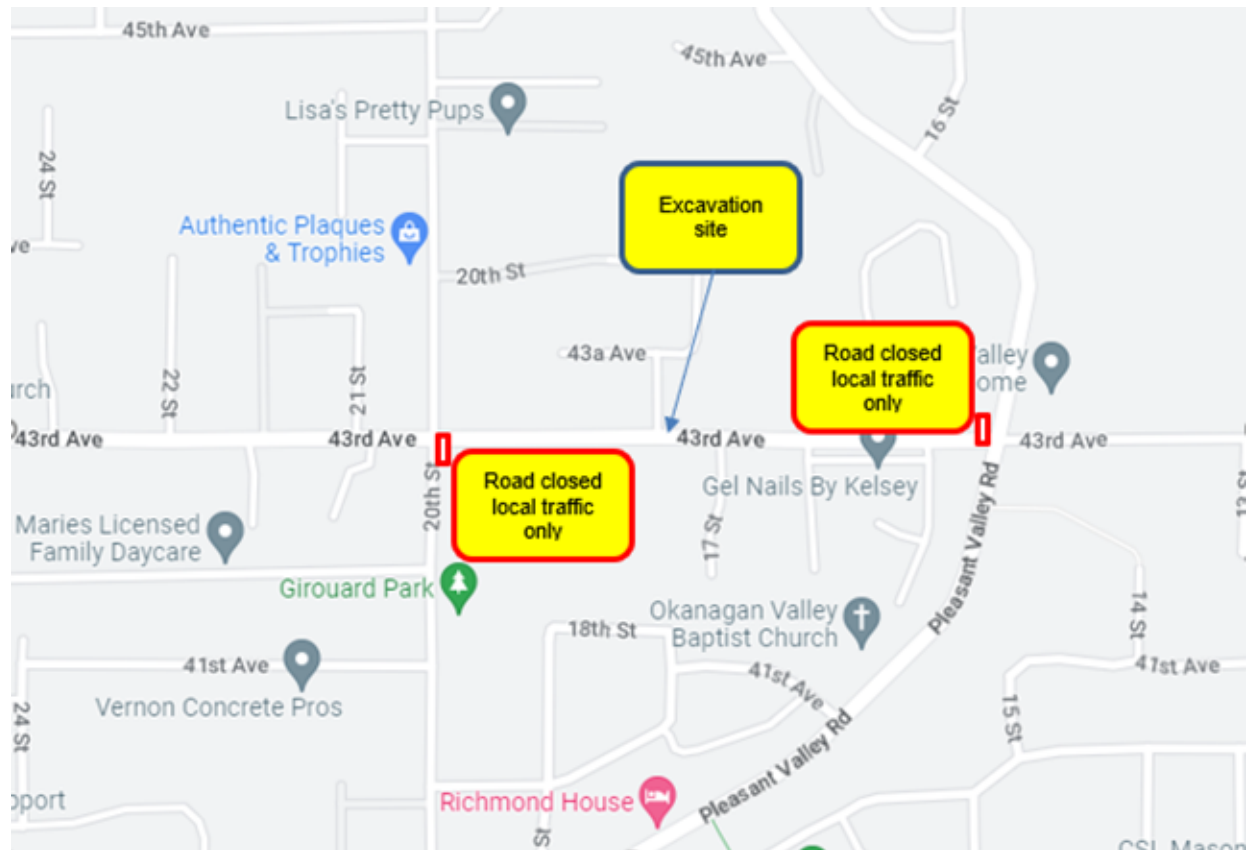 45th Ave
45th Ave
Lisa's Pretty Pups
16 St
24 St
Excavation
site
Authentic Plaques
& Trophies
ve
20th St
43a Ave
Road closed
local traffic
only
alley
ome
urch
22 St
21 St
43rd Ave
43rd Ave
43rd Ave
43rd Ave
20th St
Road closed
local traffic
only
Gel Nails By Kelsey
17 St
Maries Licensed
Family Daycare
Pleasant Valley Rd
Girouard Park
Okanagan Valley
Baptist Church
18th St
14 St
41st Ave
41st Ave
41st Ave
Vernon Concrete Pros
24 St
15 St
Pleasant Valley Rd
Richmond House
pport
St